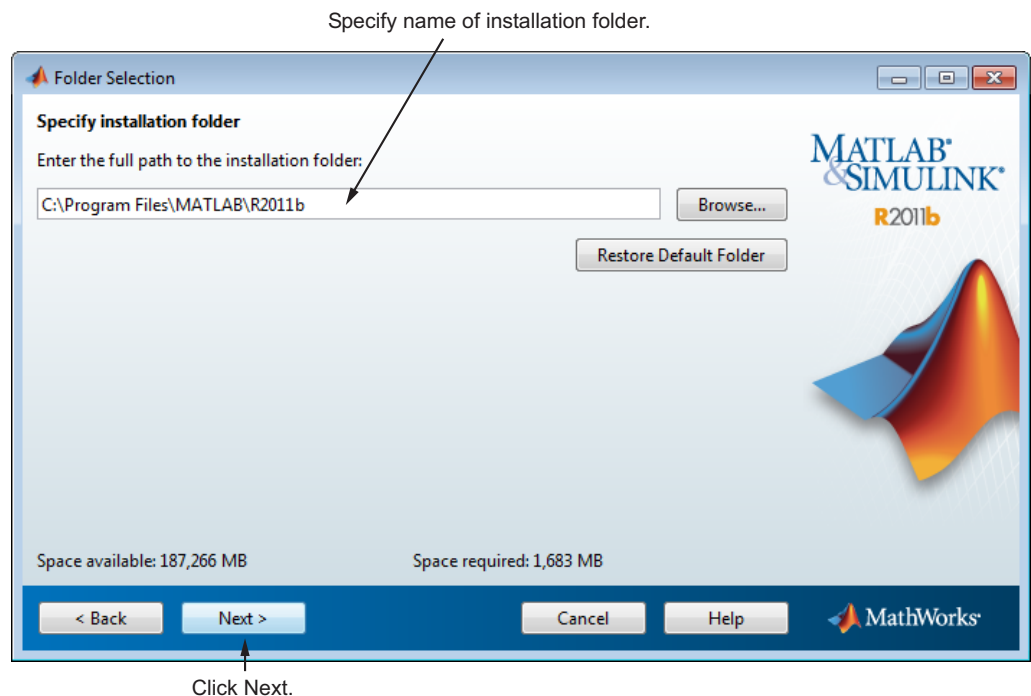 Specify name of installation folder.
Folder Selection
Specify installation folder
Enter the full path to the installation folder:
C:\Program Files\MATLAB\R2011b
Browse...
Restore Default Folder
MATLAB®
&SIMULINK®
R2011b
Space available: 187,266 MB
Space required: 1,683 MB
< Back
Next >
Cancel
Help
MathWorks®
Click Next.